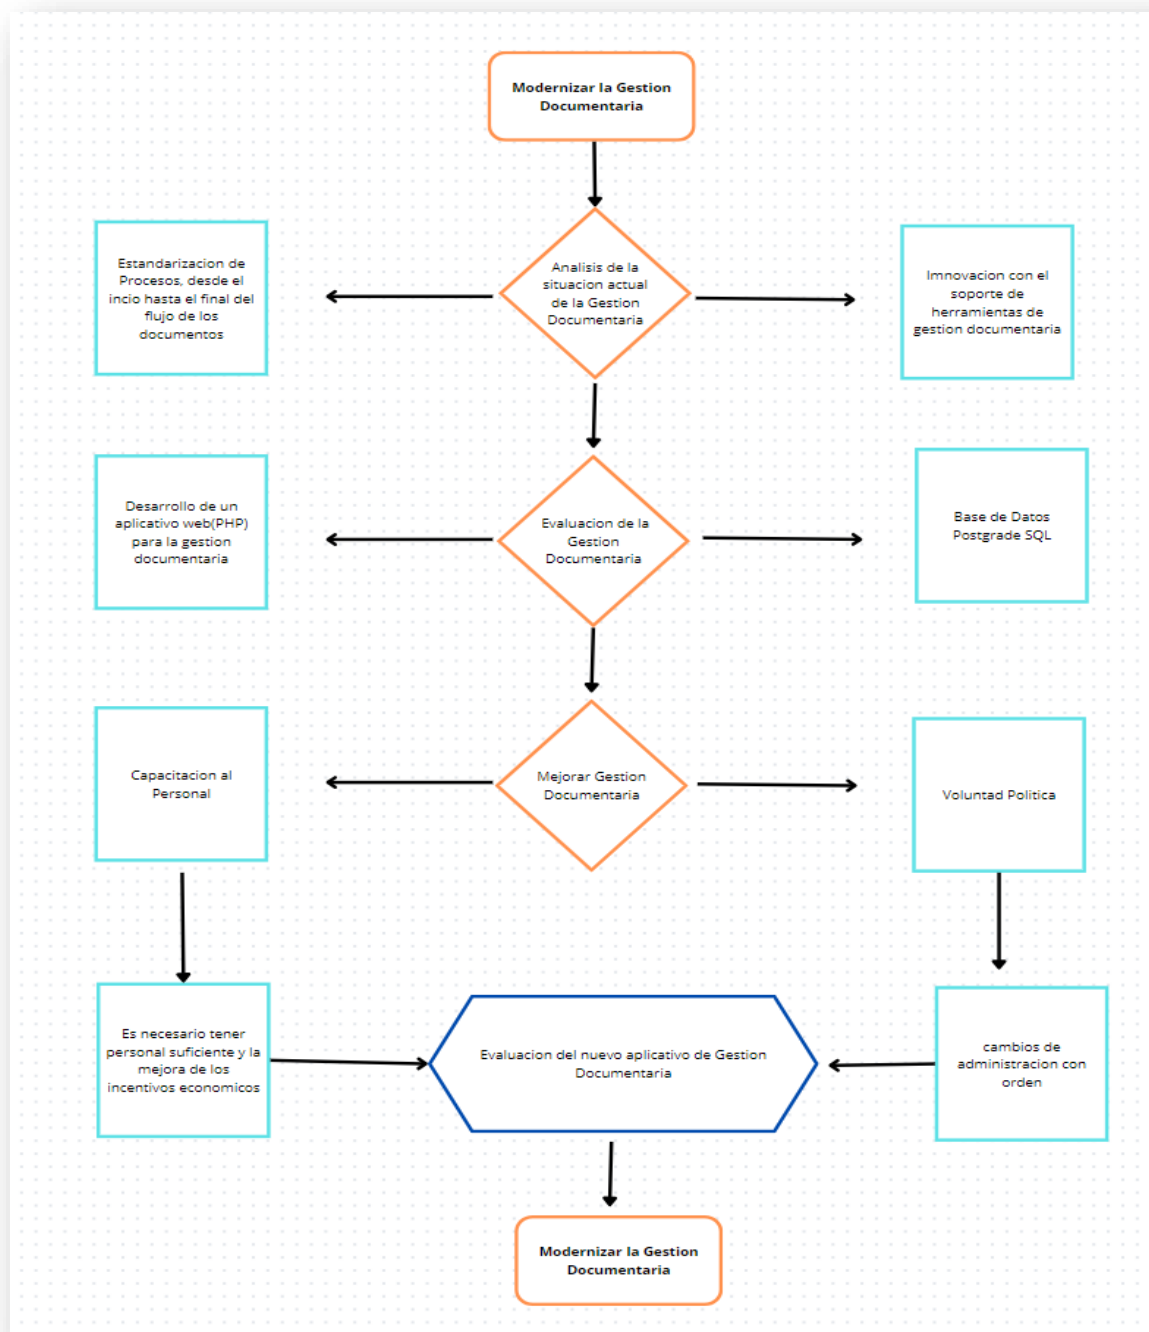 Modernizar la Gestion
Documentaria
Estandarizacion de
Procesos, desde el
incio hasta el final del
flujo de los
documentos
Analisis de la
situacion actual
de la Gestion
Documentaria
Imnovacion con el
soporte de
herramientas de
gestion documentaria
Desarrollo de un
aplicativo web(PHP)
para la gestion
documentaria
Evaluacion de la
Gestion
Documentaria
Base de Datos
Postgrade SQL
Capacitacion al
Personal
Mejorar Gestion
Documentaria
Voluntad Politica
Es necesario tener
personal suficiente y la
mejora de los
incentivos economicos
Evaluacion del nuevo aplicativo de Gestion
Documentaria
cambios de
administracion con
orden
Modernizar la Gestion
Documentaria